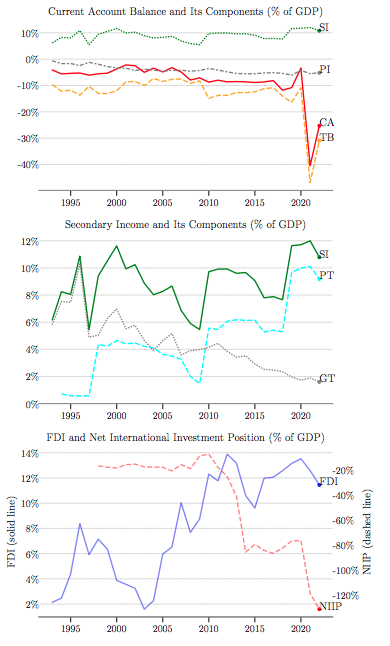 Current Account Balance and Its Components (% of GDP)
10%
0%
-10%
-20%
-30%
-40%
SI
PI
CA
TB
1995 2000 2005 2010 2015 2020
Secondary Income and Its Components (% of GDP)
12%
10%
8%
6%
4%
2%
0%
SI
PT
GT
1995 2000 2005 2010 2015 2020
FDI and Net International Investment Position (% of GDP)
FDI (solid line)
14%
12%
10%
8%
6%
4%
2%
FDI
NIIP
-20%
-40%
-60%
-80%
-100%
-120%
NIIP (dashed line)
1995 2000 2005 2010 2015 2020